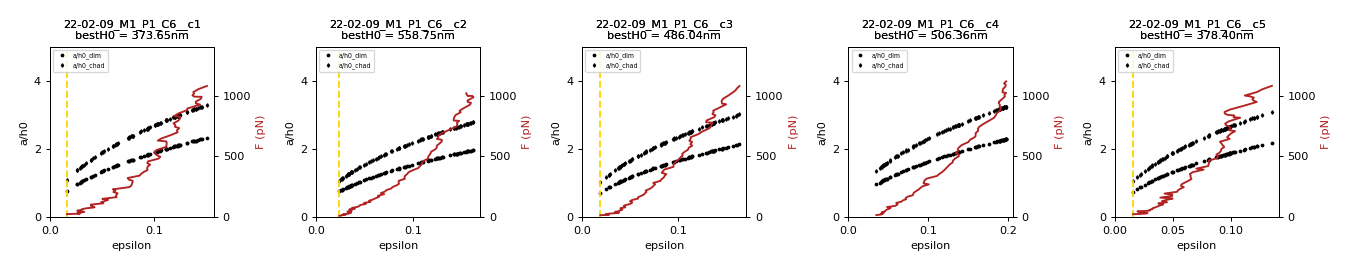 22-02-09_M1_P1_C6__c1
bestH0 = 373.65nm
a/h0_dim
a/h0_chad
4
2
0
a/h0
0.0
0.1
epsilon
1000
500
0
F (pN)
22-02-09_M1_P1_C6__c2
bestH0 = 558.75nm
a/h0_dim
a/h0_chad
4
2
0
a/h0
0.0
0.1
epsilon
1000
500
0
F (pN)
22-02-09_M1_P1_C6__c3
bestH0 = 486.04nm
a/h0_dim
a/h0_chad
4
2
0
a/h0
0.0
0.1
epsilon
1000
500
0
F (pN)
22-02-09_M1_P1_C6__c4
bestH0 = 506.36nm
a/h0_dim
a/h0_chad
4
2
0
a/h0
0.0
0.1
0.2
epsilon
1000
500
0
F (pN)
22-02-09_M1_P1_C6__c5
bestH0 = 378.40nm
a/h0_dim
a/h0_chad
4
2
0
a/h0
0.00
0.05
0.10
epsilon
1000
500
0
F (pN)